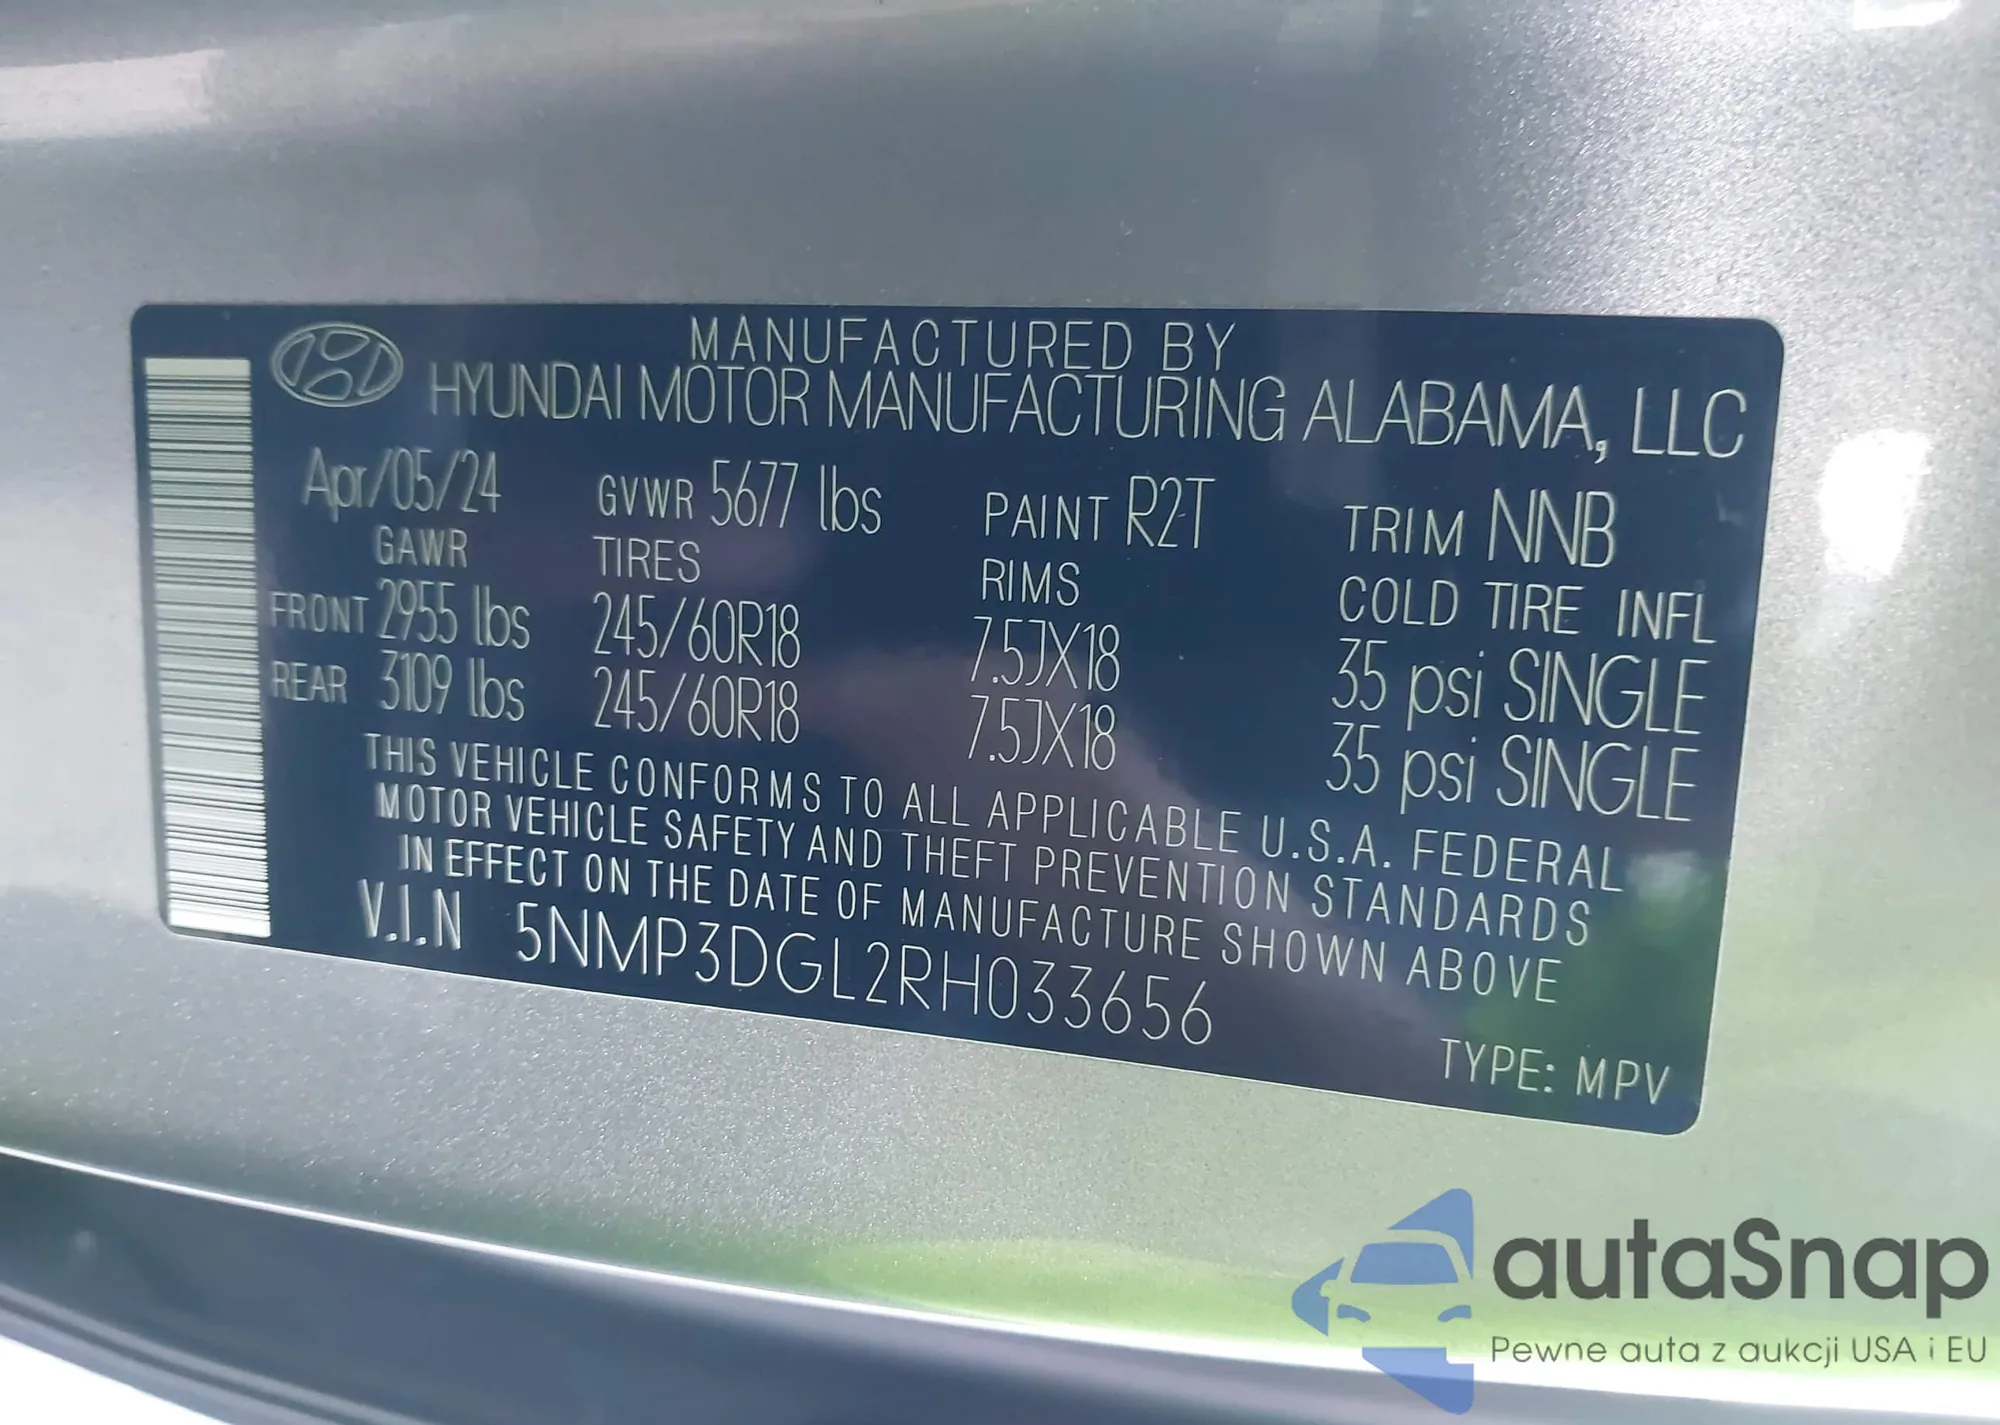 MANUFACTURED BY
HYUNDAI MOTOR MANUFACTURING ALABAMA, LLC
Apr/05/24 GVWR 5677 lbs PAINT R2T TRIM NNB
GAWR TIRES RIMS COLD TIRE INFL
FRONT 2955 lbs 245/60R18 7.5JX18 35 psi SINGLE
REAR 3109 lbs 245/60R18 7.5JX18 35 psi SINGLE
THIS VEHICLE CONFORMS TO ALL APPLICABLE U.S.A. FEDERAL
MOTOR VEHICLE SAFETY AND THEFT PREVENTION STANDARDS
IN EFFECT ON THE DATE OF MANUFACTURE SHOWN ABOVE
V.I.N 5NMP3DGL2RH033656
TYPE: MPV
autaSnap
Pewne auta z aukcji USA i EU